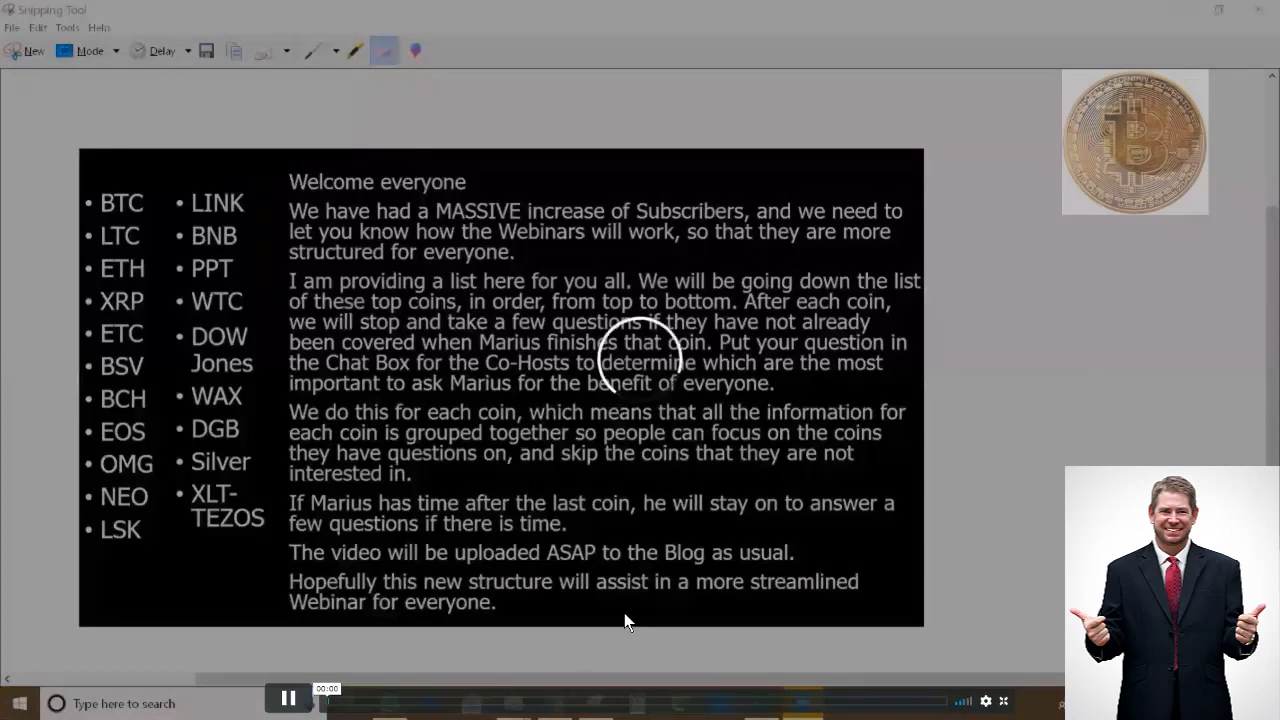 Snipping Tool
File Edit Tools Help
New Mode Delay
BTC
LTC
ETH
XRP
ETC
BSV
BCH
EOS
OMG
NEO
LSK
LINK
BNB
PPT
WTC
DOW
Jones
WAX
DGB
Silver
XLT-
TEZOS
Welcome everyone
We have had a MASSIVE increase of Subscribers, and we need to
let you know how the Webinars will work, so that they are more
structured for everyone.
I am providing a list here for you all. We will be going down the list
of these top coins, in order, from top to bottom. After each coin,
we will stop and take a few questions if they have not already
been covered when Marius finishes that coin. Put your question in
the Chat Box for the Co-Hosts to determine which are the most
important to ask Marius for the benefit of everyone.
We do this for each coin, which means that all the information for
each coin is grouped together so people can focus on the coins
they have questions on, and skip the coins that they are not
interested in.
If Marius has time after the last coin, he will stay on to answer a
few questions if there is time.
The video will be uploaded ASAP to the Blog as usual.
Hopefully this new structure will assist in a more streamlined
Webinar for everyone.
00:00
Type here to search